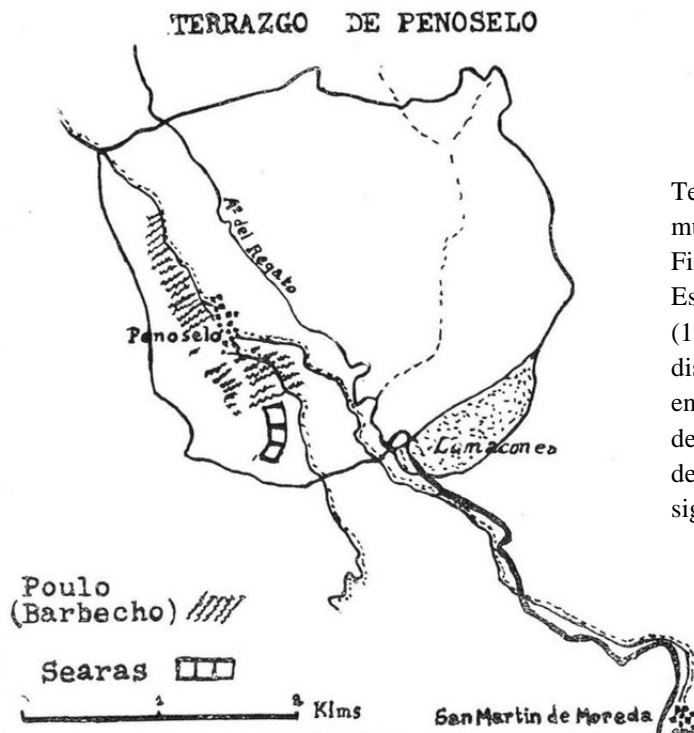 TERRAZGO DE PENOSELO
Aº del Regato
Penoselo
Lumacones
Poulo
(Barbecho)
Searas
1 2 Klms
San Martin de Moreda